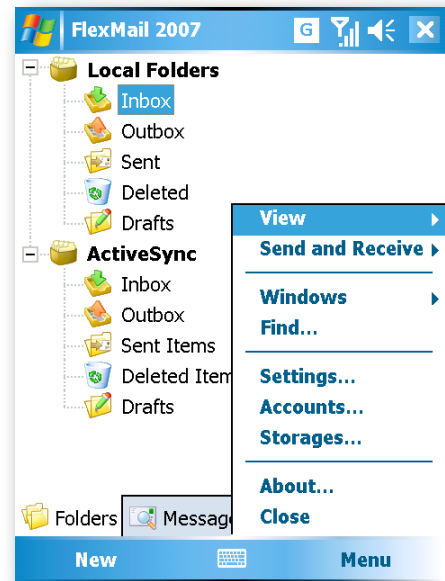 FlexMail 2007 G
Local Folders
Inbox
Outbox
Sent
Deleted
Drafts
ActiveSync
Inbox
Outbox
Sent Items
Deleted Item
Drafts
View
Send and Receive
Windows
Find...
Settings...
Accounts...
Storages...
About...
Close
Folders Messag
New Menu